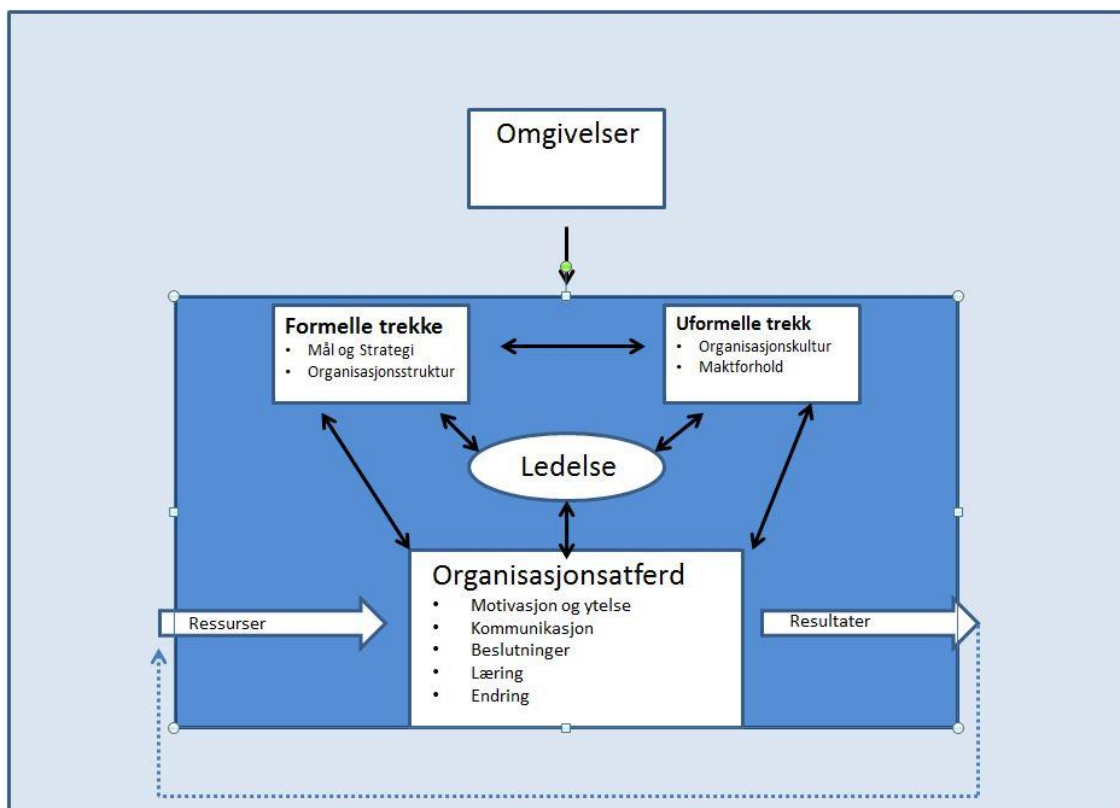 Omgivelser
Formelle trekke
• Mål og Strategi
• Organisasjonsstruktur
Uformelle trekk
• Organisasjonskultur
• Maktforhold
Ledelse
Organisasjonsatferd
• Motivasjon og ytelse
• Kommunikasjon
• Beslutninger
• Læring
• Endring
Ressurser
Resultater